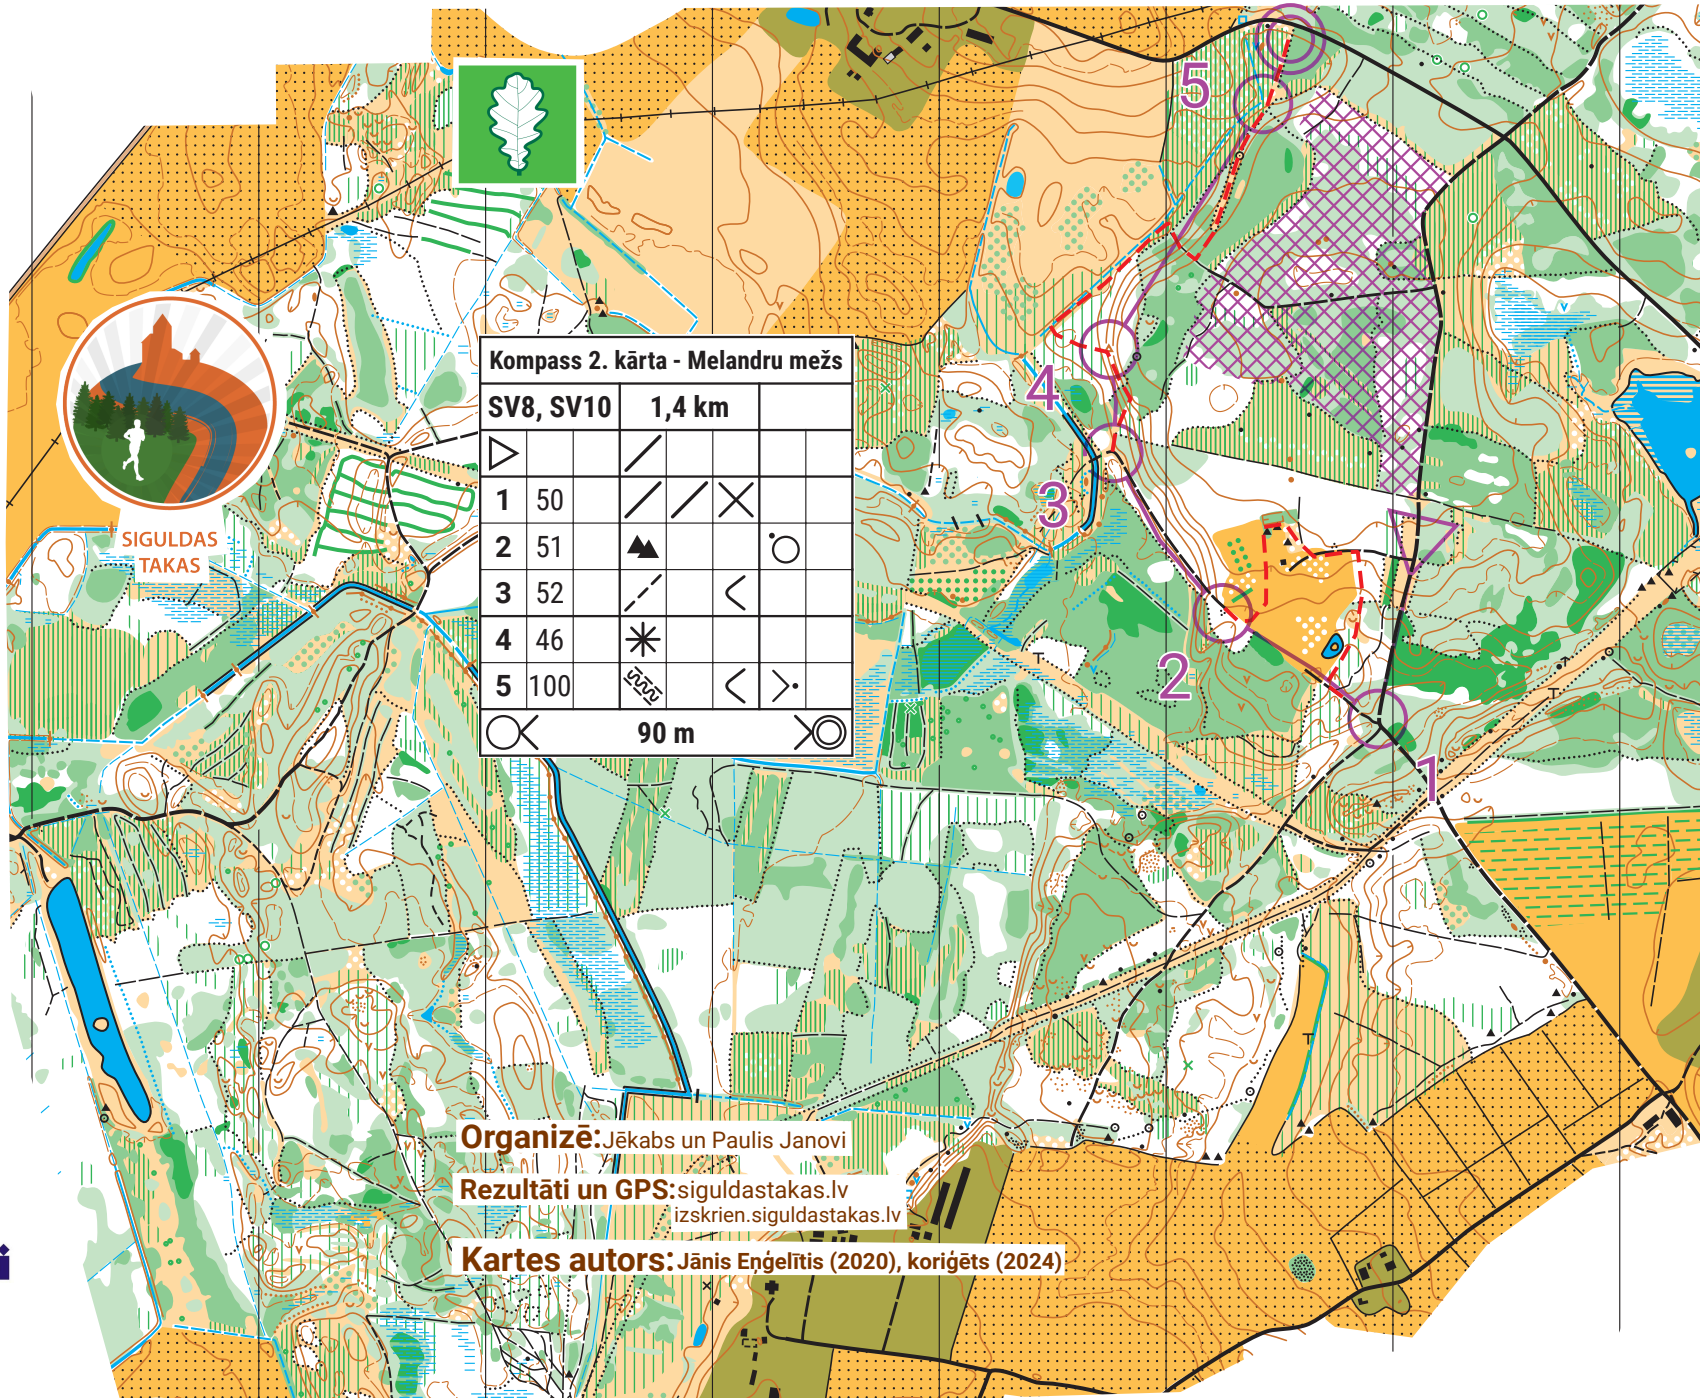 5
4
3
2
1
SIGULDAS
TAKAS
Kompass 2. kārta - Melandru mežs
SV8, SV10 1,4 km
1 50
2 51
3 52
4 46
5 100
90 m
Organizē: Jēkabs un Paulis Janovi
Rezultāti un GPS: siguldastakas.lv
izskrien.siguldastakas.lv
Kartes autors: Jānis Eņģelītis (2020), koriģēts (2024)
i